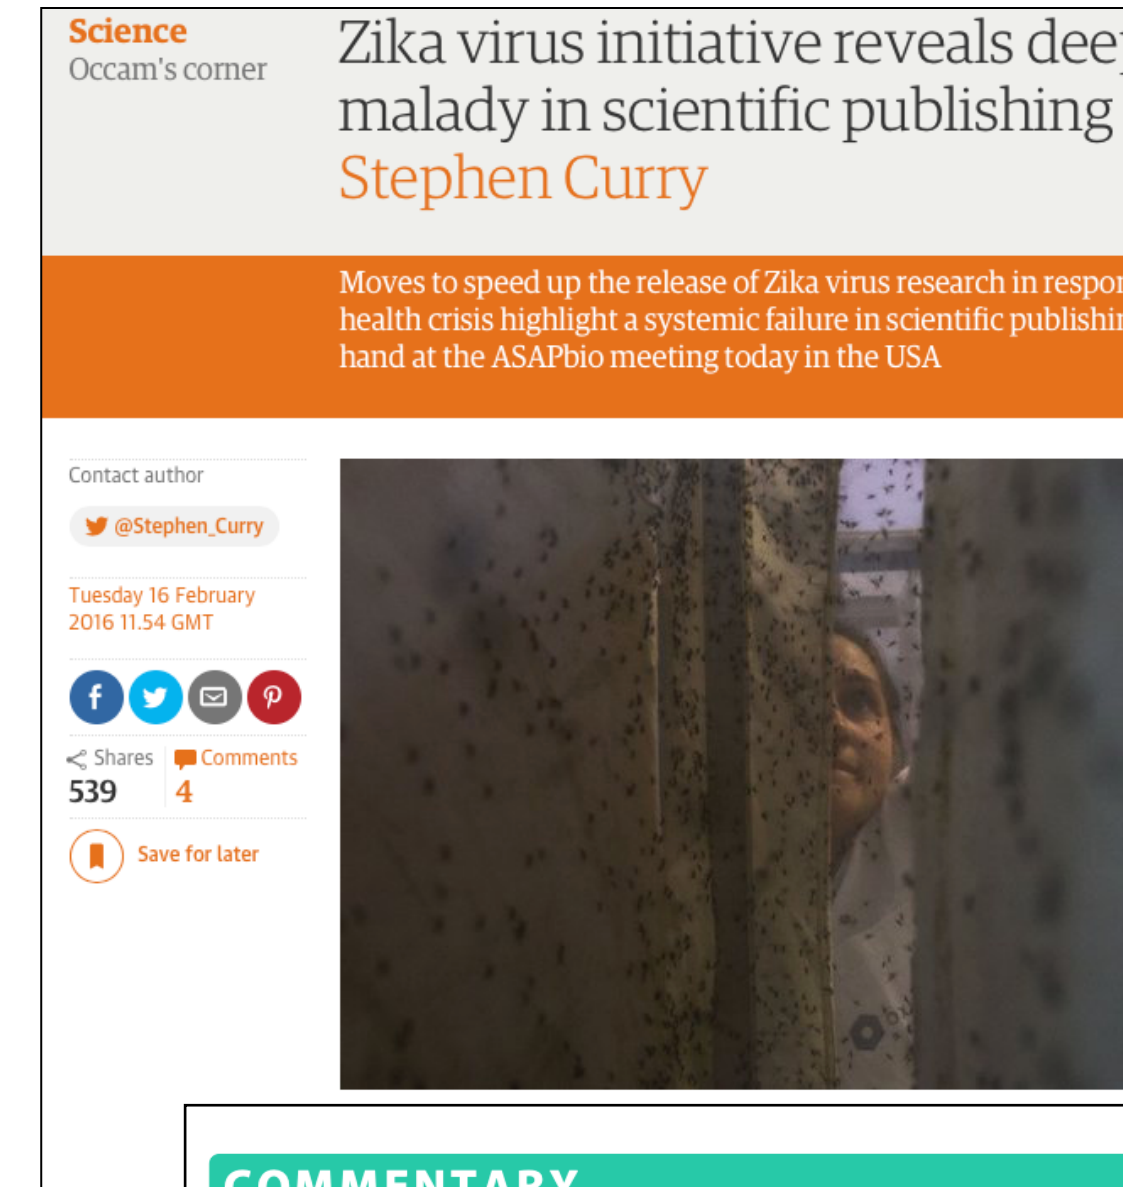 Science
Occam's corner
Zika virus initiative reveals dee
malady in scientific publishing
Stephen Curry
Moves to speed up the release of Zika virus research in respon
health crisis highlight a systemic failure in scientific publishin
hand at the ASAPbio meeting today in the USA
Contact author
@Stephen_Curry
Tuesday 16 February
2016 11.54 GMT
Shares
539
Comments
4
Save for later
COMMENTARY